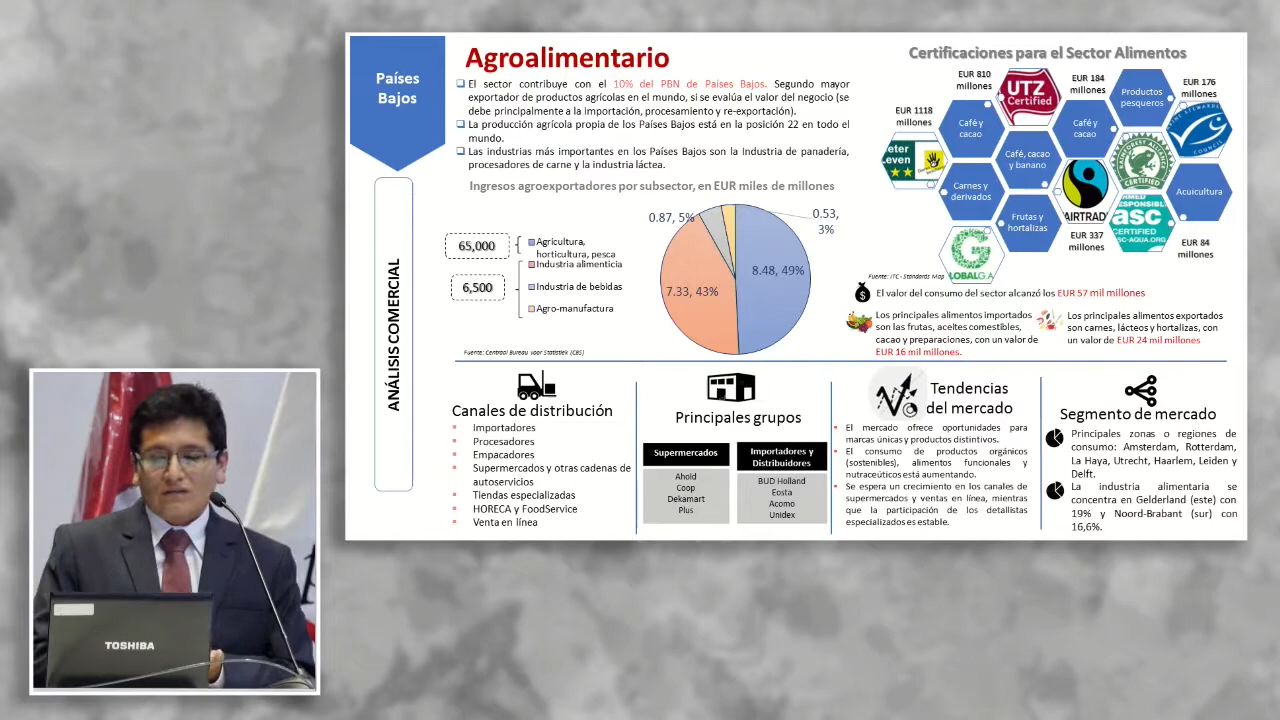 Países
Bajos
ANÁLISIS COMERCIAL
Agroalimentario
El sector contribuye con el 10% del PBN de Países Bajos. Segundo mayor
exportador de productos agrícolas en el mundo, si se evalúa el valor del negocio (se
debe principalmente a la importación, procesamiento y re-exportación).
La producción agrícola propia de los Países Bajos está en la posición 22 en todo el
mundo.
Las industrias más importantes en los Países Bajos son la Industria de panadería,
procesadores de carne y la industria láctea.
Ingresos agroexportadores por subsector, en EUR miles de millones
65,000
6,500
Agricultura,
horticultura, pesca
Industria alimenticia
Industria de bebidas
Agro-manufactura
0.87, 5%
0.53,
3%
8.48, 49%
7.33, 43%
Fuente: Centraal Bureau voor Statistiek (CBS)
Certificaciones para el Sector Alimentos
EUR 1118
millones
EUR 810
millones
EUR 184
millones
EUR 176
millones
UTZ
Certified
Productos
pesqueros
Café y
cacao
Café y
cacao
COUNCIL
eter
even
Café, cacao
y banano
RAINFOREST ALLIANCE
CERTIFIED
Carnes y
derivados
Acuicultura
AIRTRAD
Frutas y
hortalizas
RESPONSIBL
asc
CERTIFIED
SC-AQUA.ORG
LOBALG.A
EUR 337
millones
EUR 84
millones
Fuente: ITC - Standards Map
El valor del consumo del sector alcanzó los EUR 57 mil millones
Los principales alimentos importados
son las frutas, aceites comestibles,
cacao y preparaciones, con un valor de
EUR 16 mil millones.
Los principales alimentos exportados
son carnes, lácteos y hortalizas, con
un valor de EUR 24 mil millones
Canales de distribución
Importadores
Procesadores
Empacadores
Supermercados y otras cadenas de
autoservicios
Tiendas especializadas
HORECA y FoodService
Venta en línea
Principales grupos
Supermercados
Ahold
Coop
Dekamart
Plus
Importadores y
Distribuidores
BUD Holland
Eosta
Acomo
Unidex
Tendencias
del mercado
El mercado ofrece oportunidades para
marcas únicas y productos distintivos.
El consumo de productos orgánicos
(sostenibles), alimentos funcionales y
nutraceúticos está aumentando.
Se espera un crecimiento en los canales de
supermercados y ventas en línea, mientras
que la participación de los detallistas
especializados es estable.
Segmento de mercado
Principales zonas o regiones de
consumo: Amsterdam, Rotterdam,
La Haya, Utrecht, Haarlem, Leiden y
Delft.
La industria alimentaria se
concentra en Gelderland (este) con
19% y Noord-Brabant (sur) con
16,6%.
TOSHIBA